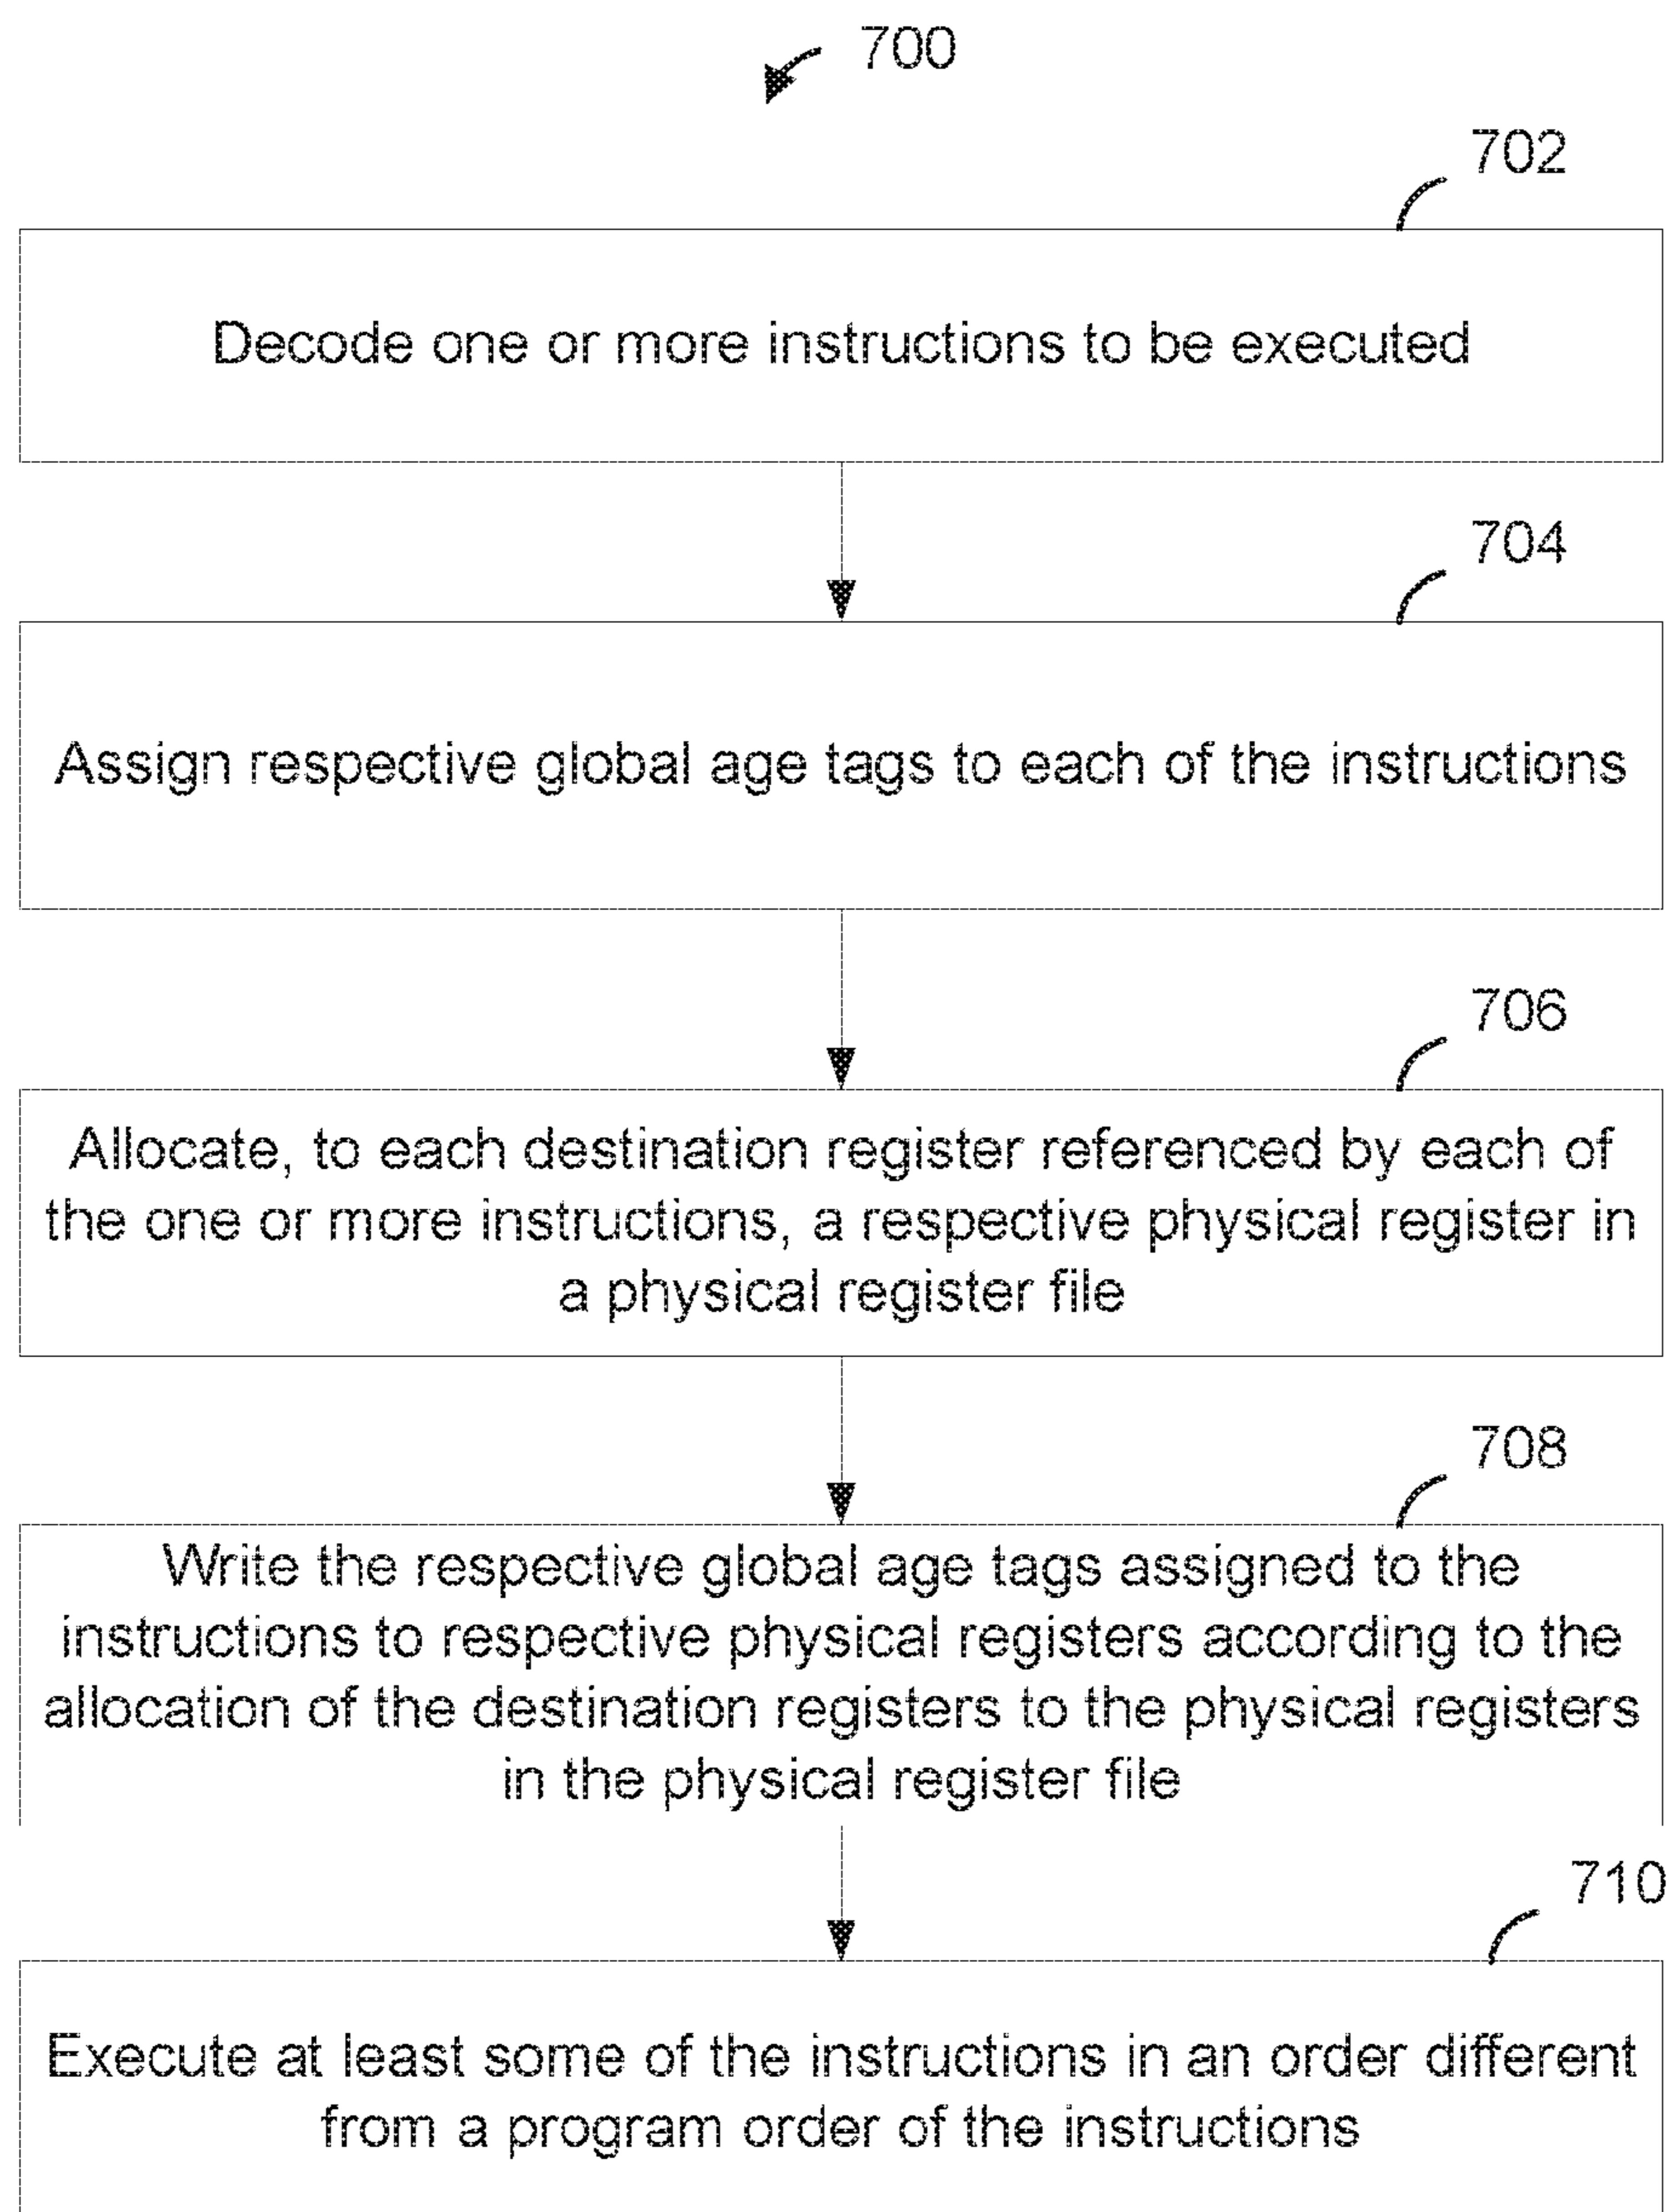 700
702
Decode one or more instructions to be executed
704
Assign respective global age tags to each of the instructions
706
Allocate, to each destination register referenced by each of
the one or more instructions, a respective physical register in
a physical register file
708
Write the respective global age tags assigned to the
instructions to respective physical registers according to the
allocation of the destination registers to the physical registers
in the physical register file
710
Execute at least some of the instructions in an order different
from a program order of the instructions